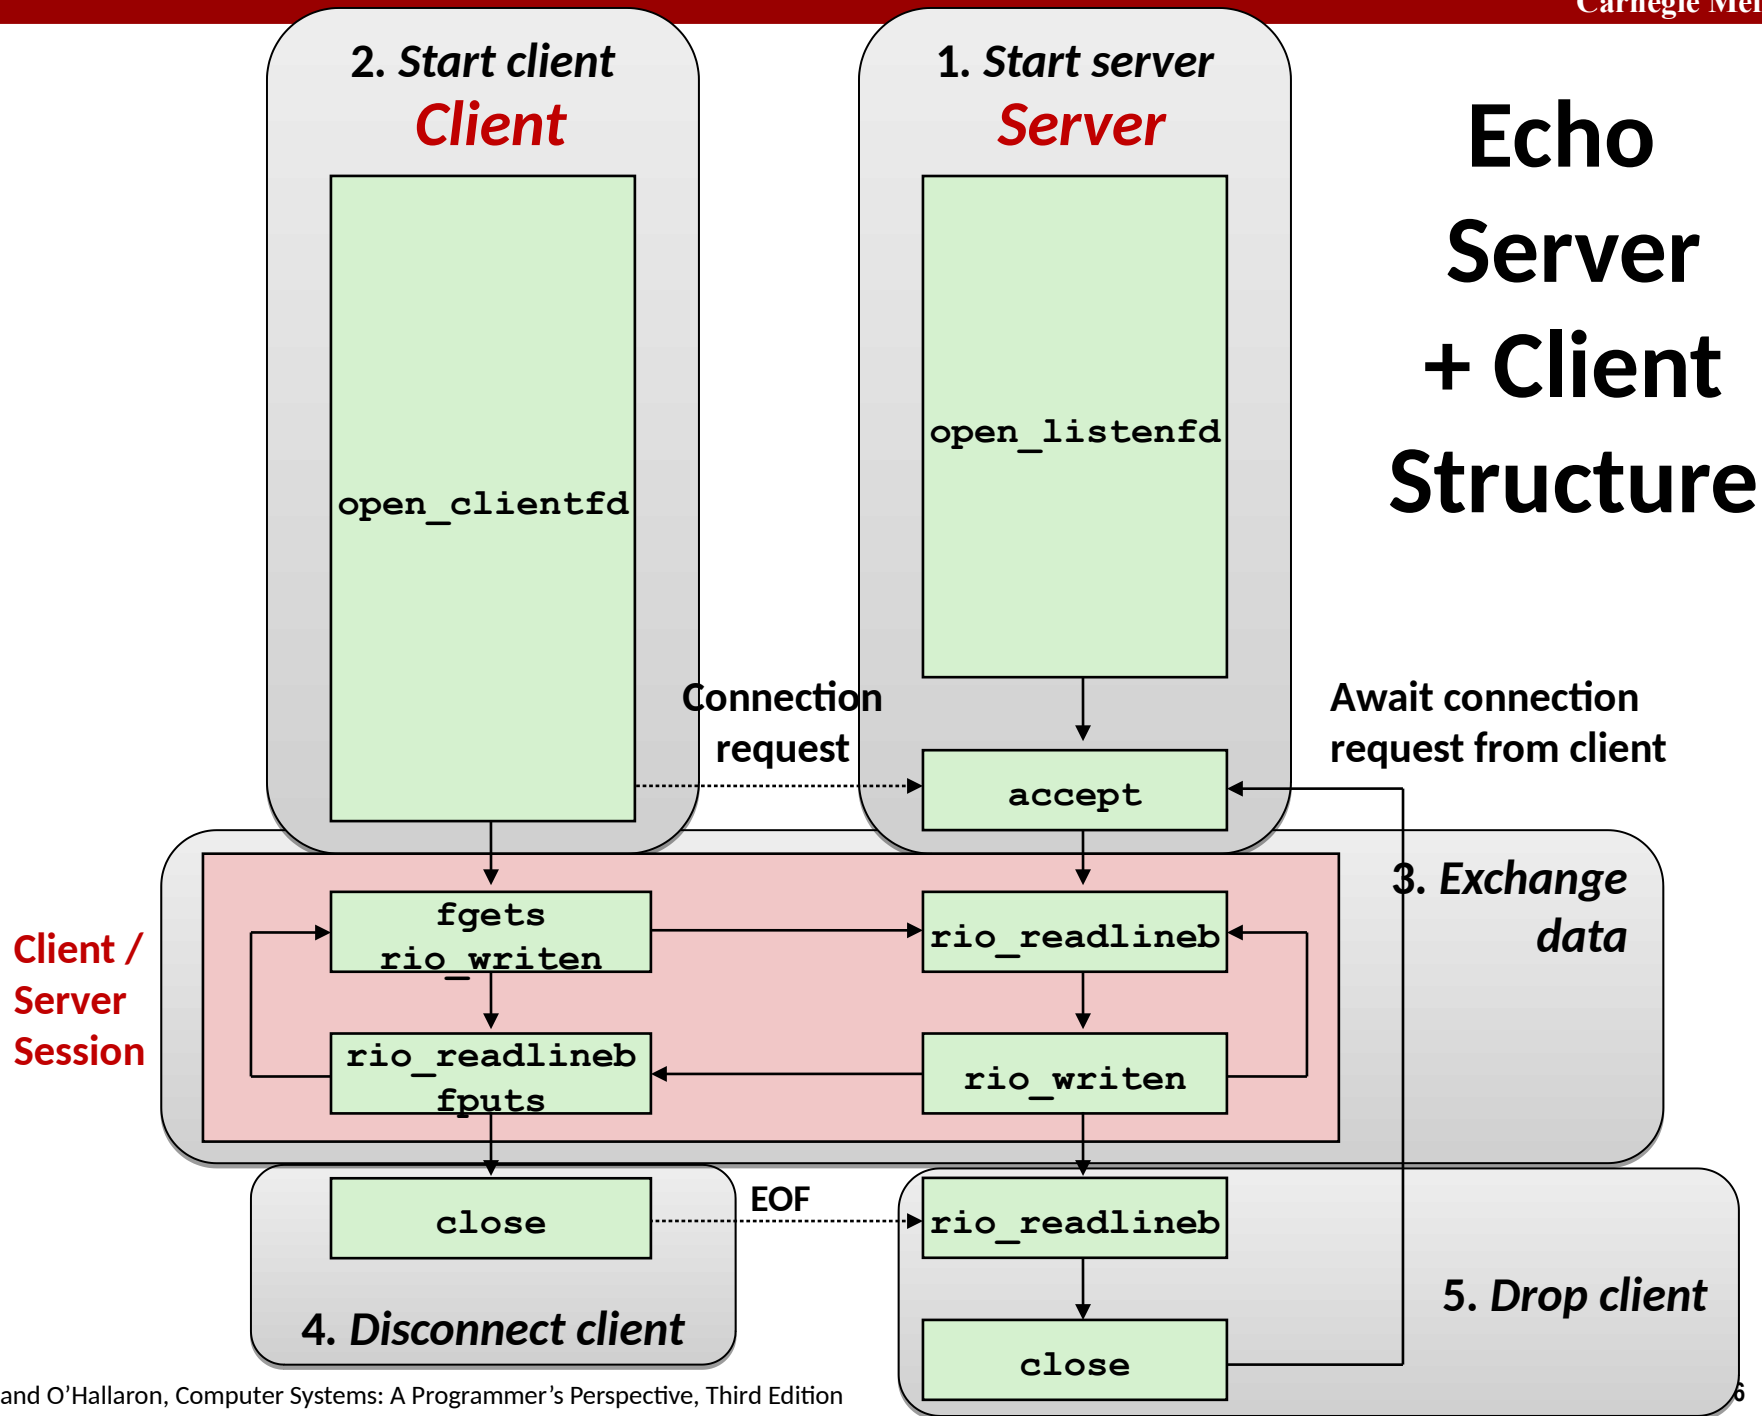 2. Start client
Client
1. Start server
Server
Echo
Server
+ Client
Structure
open_listenfd
open_clientfd
Connection
request
Await connection
request from client
accept
3. Exchange
data
Client /
Server
Session
fgets
rio_writen
rio_readlineb
rio_readlineb
fputs
rio_writen
close
EOF
rio_readlineb
4. Disconnect client
5. Drop client
close
and O’Hallaron, Computer Systems: A Programmer’s Perspective, Third Edition
6